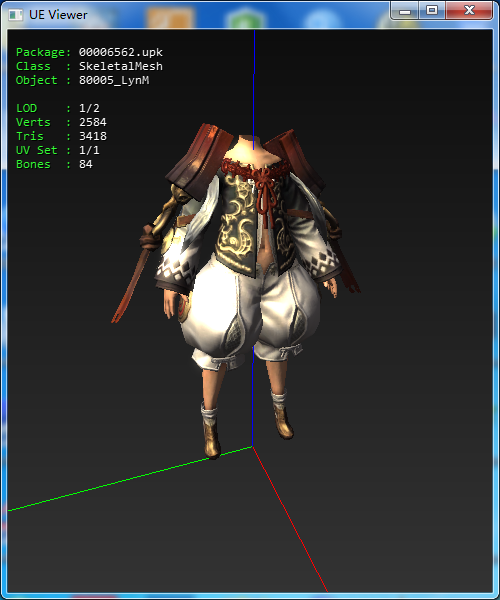 UE Viewer
Package: 00006562.upk
Class : SkeletalMesh
Object : 80005_LynM
LOD : 1/2
Verts : 2584
Tris : 3418
UV Set : 1/1
Bones : 84